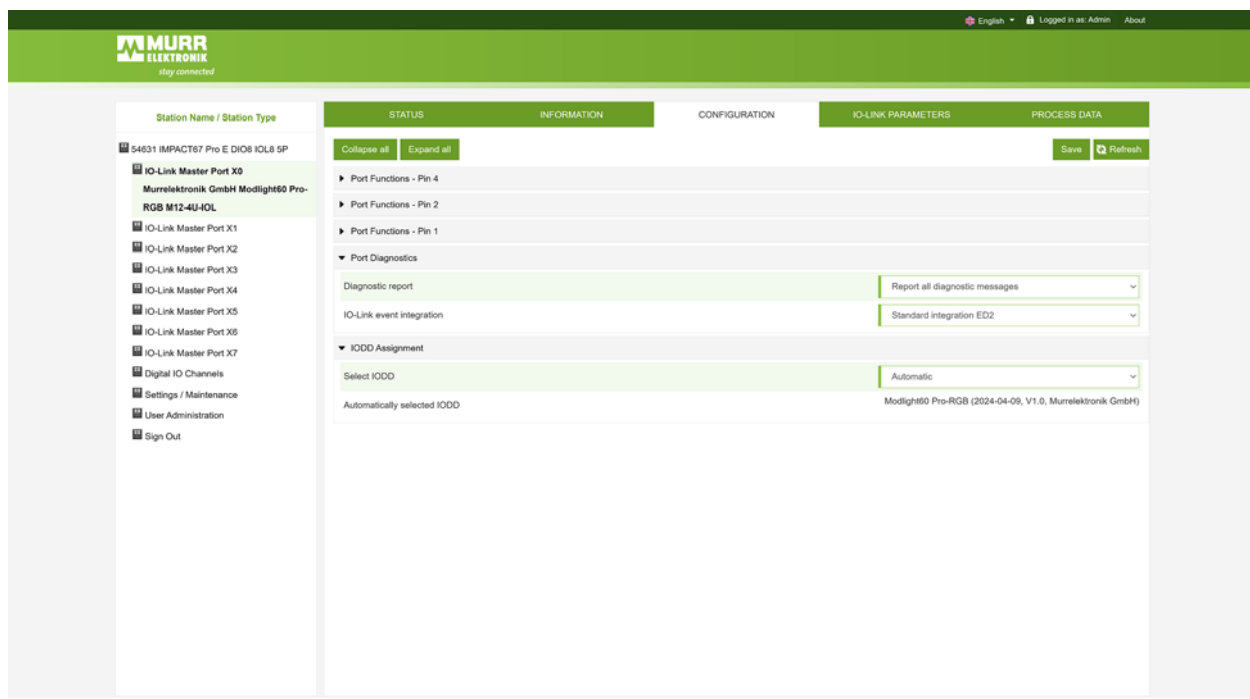 English
Logged in as: Admin
About
MURR
ELEKTRONIK
stay connected
Station Name / Station Type
54631 IMPACT67 Pro E DIO8 IOL8 5P
IO-Link Master Port X0
Murrelektronik GmbH Modlight60 Pro-
RGB M12-4U-IOL
IO-Link Master Port X1
IO-Link Master Port X2
IO-Link Master Port X3
IO-Link Master Port X4
IO-Link Master Port X5
IO-Link Master Port X6
IO-Link Master Port X7
Digital IO Channels
Settings / Maintenance
User Administration
Sign Out
STATUS
INFORMATION
CONFIGURATION
IO-LINK PARAMETERS
PROCESS DATA
Collapse all
Expand all
Save
Refresh
Port Functions - Pin 4
Port Functions - Pin 2
Port Functions - Pin 1
Port Diagnostics
Diagnostic report
Report all diagnostic messages
IO-Link event integration
Standard integration ED2
IODD Assignment
Select IODD
Automatic
Automatically selected IODD
Modlight60 Pro-RGB (2024-04-09, V1.0, Murrelektronik GmbH)